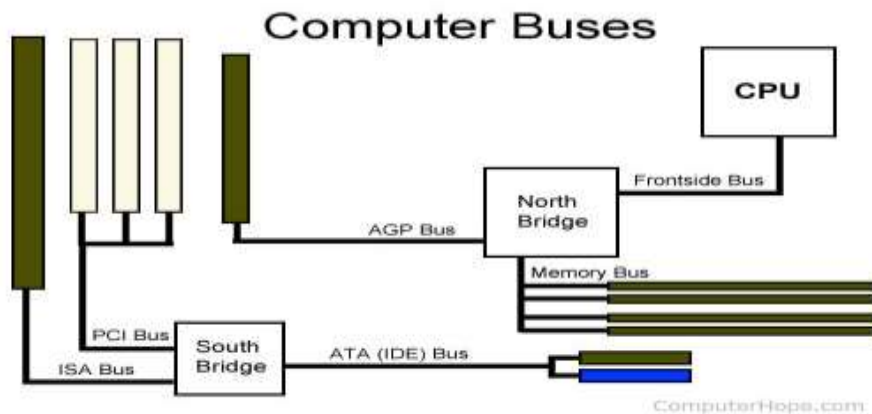 Computer Buses
CPU
Frontside Bus
North
Bridge
AGP Bus
Memory Bus
PCI Bus
South
Bridge
ATA (IDE) Bus
ISA Bus
ComputerHope.com